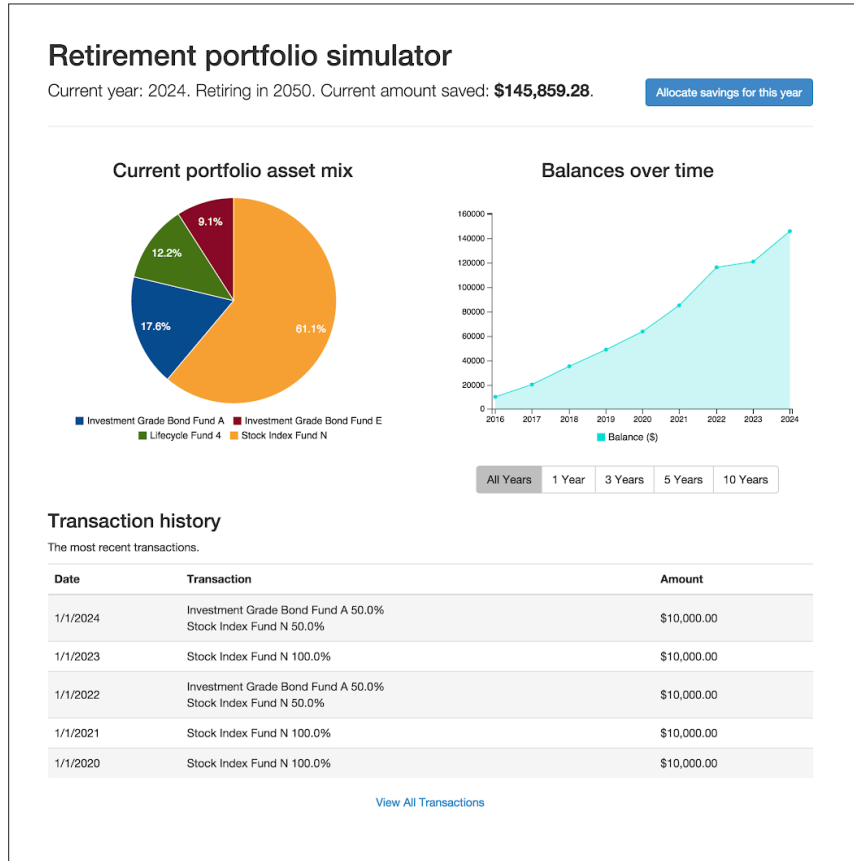 Retirement portfolio simulator
Current year: 2024. Retiring in 2050. Current amount saved: $145,859.28.
Allocate savings for this year
Current portfolio asset mix
9.1%
12.2%
17.6%
61.1%
Investment Grade Bond Fund A Investment Grade Bond Fund E
Lifecycle Fund 4 Stock Index Fund N
Balances over time
160000
140000
120000
100000
80000
60000
40000
20000
0
2016 2017 2018 2019 2020 2021 2022 2023 2024
Balance ($)
All Years 1 Year 3 Years 5 Years 10 Years
Transaction history
The most recent transactions.
Date Transaction Amount
1/1/2024 Investment Grade Bond Fund A 50.0%
Stock Index Fund N 50.0% $10,000.00
1/1/2023 Stock Index Fund N 100.0% $10,000.00
1/1/2022 Investment Grade Bond Fund A 50.0%
Stock Index Fund N 50.0% $10,000.00
1/1/2021 Stock Index Fund N 100.0% $10,000.00
1/1/2020 Stock Index Fund N 100.0% $10,000.00
View All Transactions